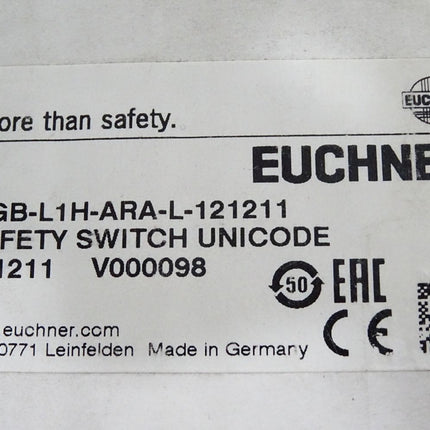 ore than safety.
EUCH
EUCHNE
GB-L1H-ARA-L-121211
FETY SWITCH UNICODE
1211 V000098
50 EAC
.euchner.com
0771 Leinfelden Made in Germany CE